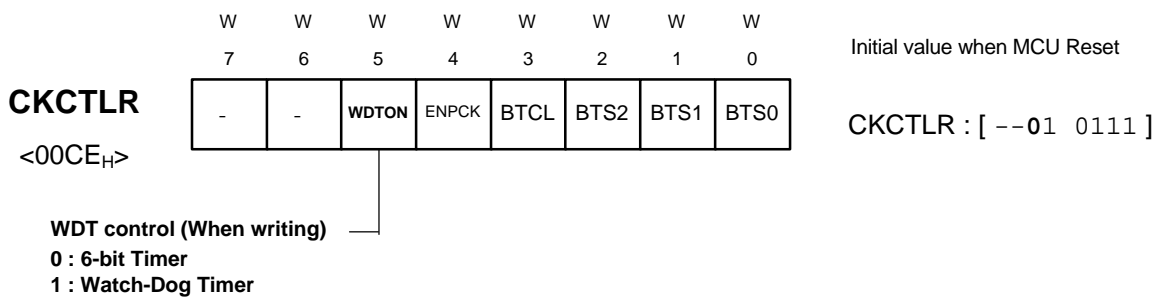 W W W W W W W W
7 6 5 4 3 2 1 0
Initial value when MCU Reset
CKCTLR
- - WDTON ENPCK BTCL BTS2 BTS1 BTS0
CKCTLR : [ --01 0111 ]
<00CEH>
WDT control (When writing)
0 : 6-bit Timer
1 : Watch-Dog Timer